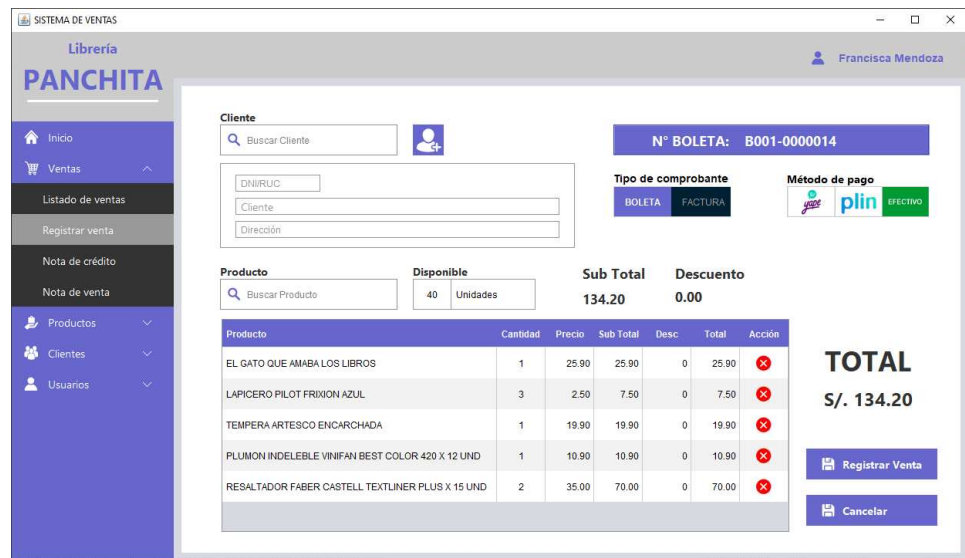 SISTEMA DE VENTAS
Librería
PANCHITA
Francisca Mendoza
Inicio
Ventas
Listado de ventas
Registrar venta
Nota de crédito
Nota de venta
Productos
Clientes
Usuarios
Cliente
Buscar Cliente
N° BOLETA: B001-0000014
DNI/RUC
Cliente
Dirección
Tipo de comprobante
BOLETA FACTURA
Método de pago
yape plin EFECTIVO
Producto
Buscar Producto
Disponible
40 Unidades
Sub Total Descuento
134.20 0.00
Producto Cantidad Precio Sub Total Desc Total Acción
EL GATO QUE AMABA LOS LIBROS 1 25.90 25.90 0 25.90
LAPICERO PILOT FRIXION AZUL 3 2.50 7.50 0 7.50
TEMPERA ARTESCO ENCARCHADA 1 19.90 19.90 0 19.90
PLUMON INDELEBLE VINIFAN BEST COLOR 420 X 12 UND 1 10.90 10.90 0 10.90
RESALTADOR FABER CASTELL TEXTLINER PLUS X 15 UND 2 35.00 70.00 0 70.00
TOTAL
S/. 134.20
Registrar Venta
Cancelar